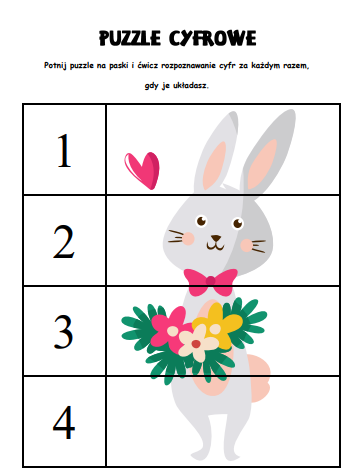 PUZZLE CYFROWE
Potnij puzzle na paski i ćwicz rozpoznawanie cyfr za każdym razem,
gdy je układasz.
1
2
3
4